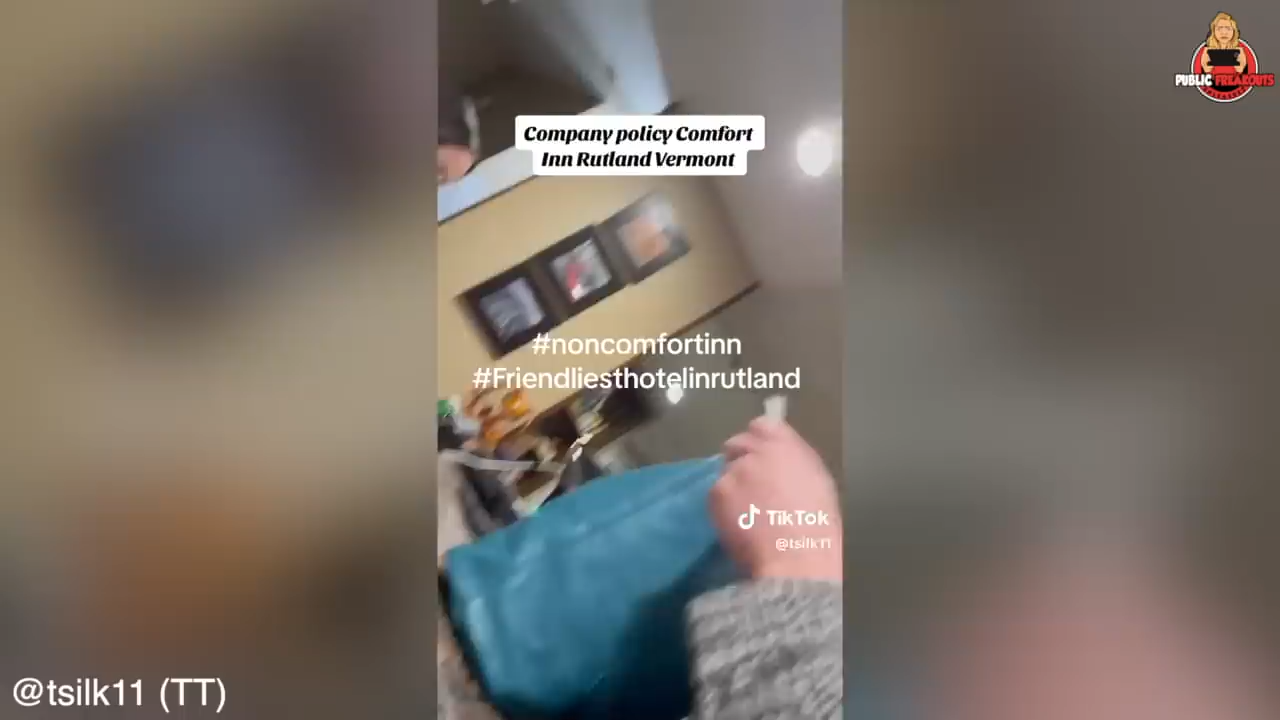 PUBLIC FREAKOUTS
Company policy Comfort
Inn Rutland Vermont
#noncomfortinn
#Friendliesthotelinrutland
TikTok
@tsilk11
@tsilk11 (TT)